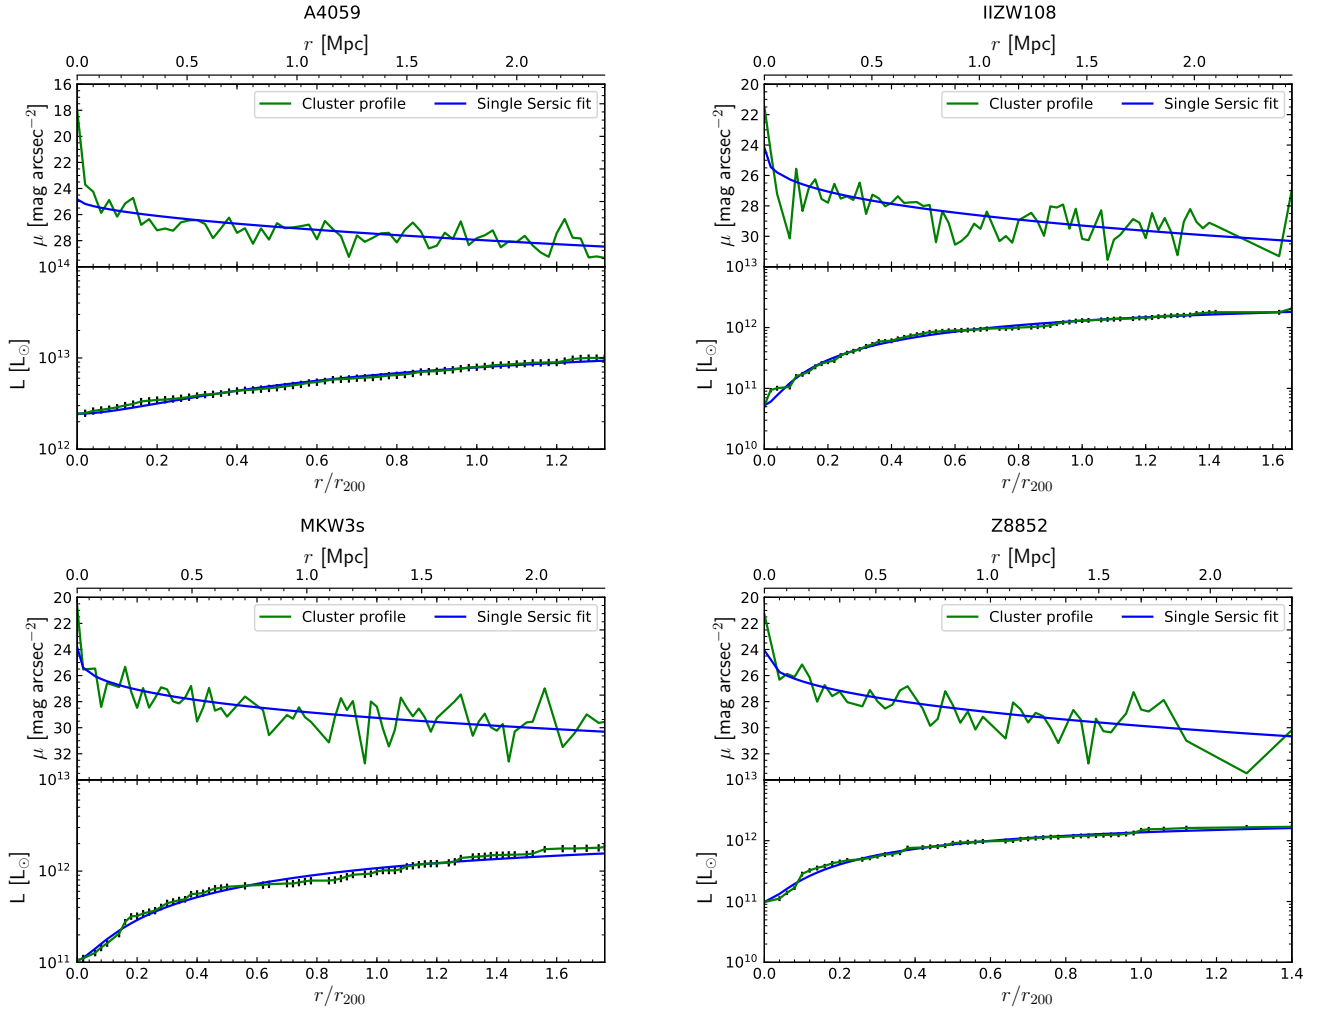 A4059
r [Mpc]
0.0 0.5 1.0 1.5 2.0
16
18
20
22
24
26
28
μ [mag arcsec⁻²]
Cluster profile Single Sersic fit
10¹⁴
10¹³
10¹²
L [L☉]
0.0 0.2 0.4 0.6 0.8 1.0 1.2
r/r₂₀₀
IIZW108
r [Mpc]
0.0 0.5 1.0 1.5 2.0
20
22
24
26
28
30
μ [mag arcsec⁻²]
Cluster profile Single Sersic fit
10¹³
10¹²
10¹¹
10¹⁰
L [L☉]
0.0 0.2 0.4 0.6 0.8 1.0 1.2 1.4 1.6
r/r₂₀₀
MKW3s
r [Mpc]
0.0 0.5 1.0 1.5 2.0
20
22
24
26
28
30
32
μ [mag arcsec⁻²]
Cluster profile Single Sersic fit
10¹³
10¹²
10¹¹
L [L☉]
0.0 0.2 0.4 0.6 0.8 1.0 1.2 1.4 1.6
r/r₂₀₀
Z8852
r [Mpc]
0.0 0.5 1.0 1.5 2.0
20
22
24
26
28
30
32
μ [mag arcsec⁻²]
Cluster profile Single Sersic fit
10¹³
10¹²
10¹¹
10¹⁰
L [L☉]
0.0 0.2 0.4 0.6 0.8 1.0 1.2 1.4
r/r₂₀₀